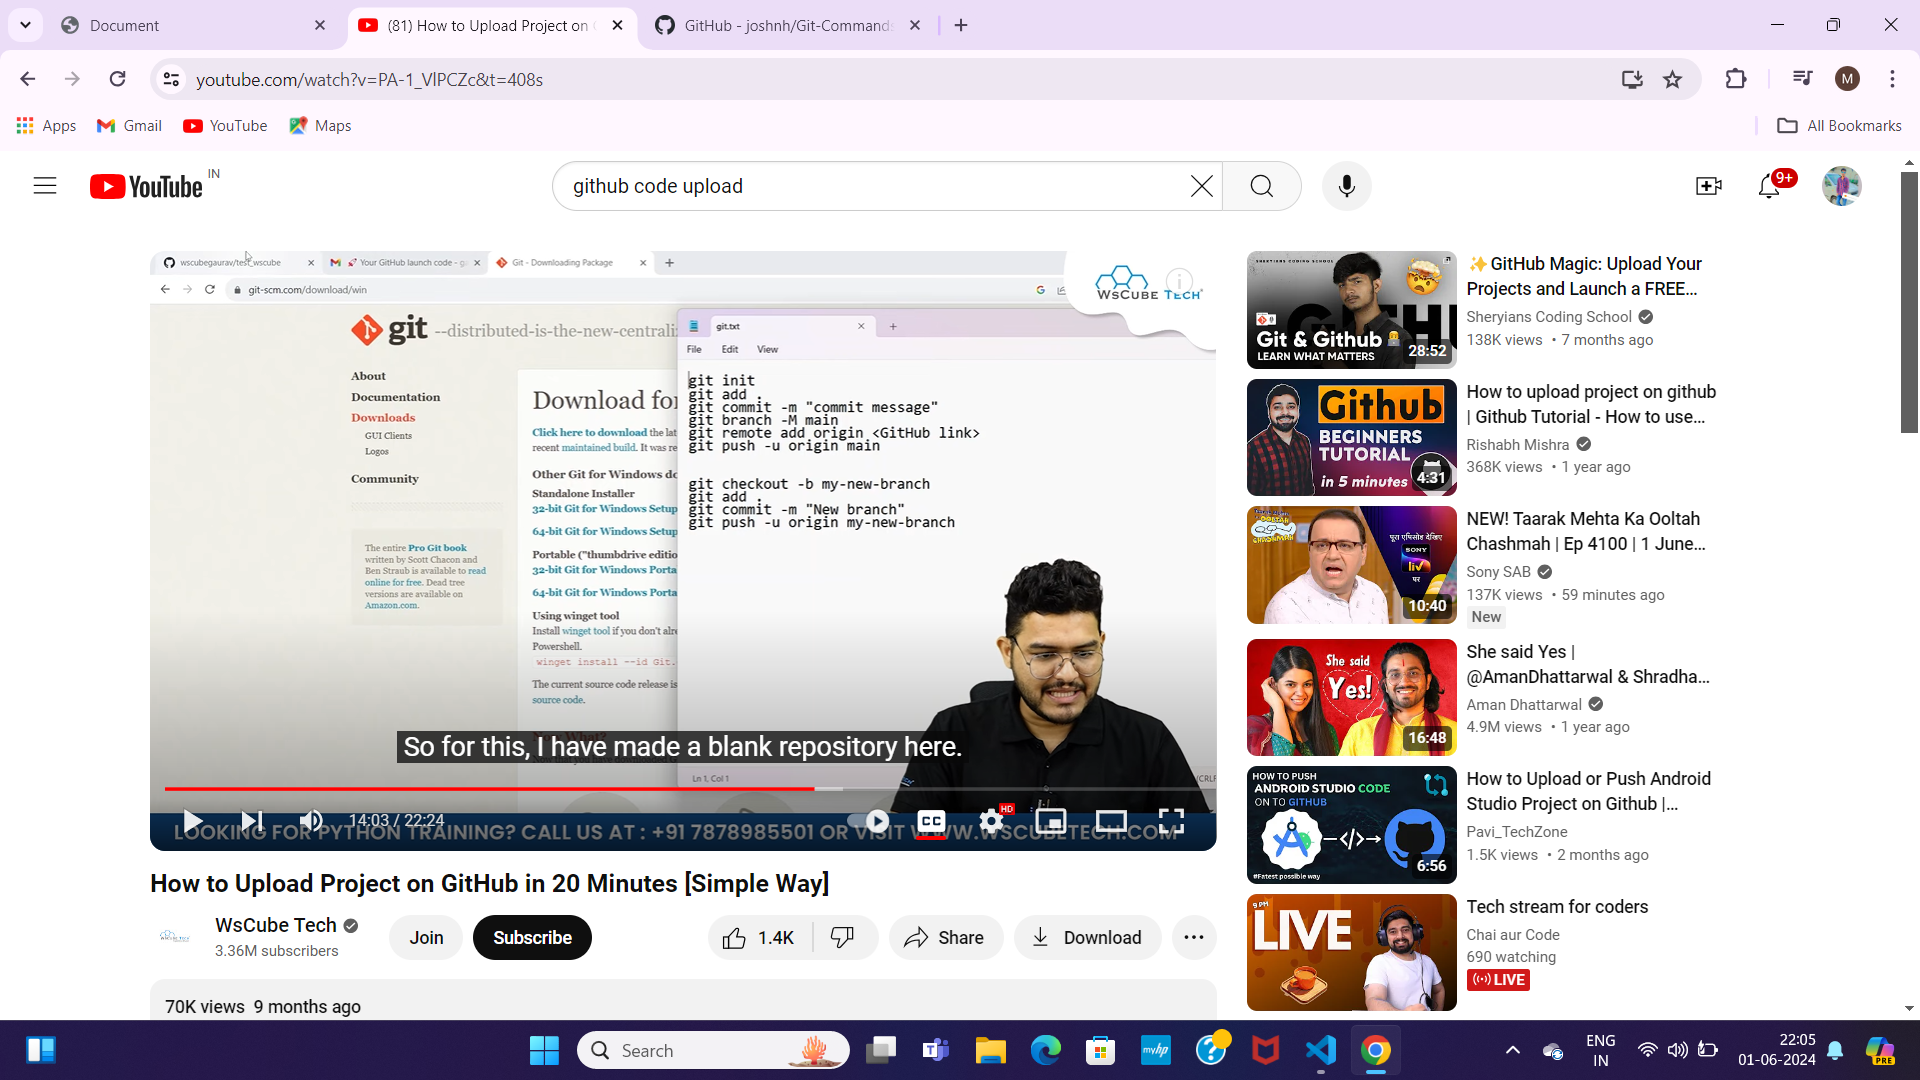 Document
(81) How to Upload Project on
GitHub - joshnh/Git-Commands
youtube.com/watch?v=PA-1_VlPCZc&t=408s
M
Apps
Gmail
YouTube
Maps
All Bookmarks
YouTube IN
github code upload
9+
wscubegaurav/test_wscube
Your GitHub launch code
Git - Downloading Package
git-scm.com/download/win
WsCube Tech
git --distributed-is-the-new-centraliz
About
Documentation
Downloads
GUI Clients
Logos
Community
The entire Pro Git book
written by Scott Chacon and
Ben Straub is available to read
online for free. Dead tree
versions are available on
Amazon.com.
Download for
Click here to download the lat
recent maintained build. It was re
Other Git for Windows do
Standalone Installer
32-bit Git for Windows Setup
64-bit Git for Windows Setup
Portable ("thumbdrive editio
32-bit Git for Windows Porta
64-bit Git for Windows Porta
Using winget tool
Install winget tool if you don't alre
Powershell.
winget install --id Git.
The current source code release is
source code.
git.txt
File Edit View
git init
git add .
git commit -m "commit message"
git branch -M main
git remote add origin <GitHub link>
git push -u origin main
git checkout -b my-new-branch
git add .
git commit -m "New branch"
git push -u origin my-new-branch
Ln 1, Col 1
So for this, I have made a blank repository here.
14:03 / 22:24
HD
LOOKING FOR PYTHON TRAINING? CALL US AT : +91 7878985501 OR VISIT WWW.WSCUBETECH.COM
How to Upload Project on GitHub in 20 Minutes [Simple Way]
WsCube Tech
3.36M subscribers
Join
Subscribe
1.4K
Share
Download
70K views 9 months ago
SHERYIANS CODING SCHOOL
Git & Github
LEARN WHAT MATTERS
28:52
✨GitHub Magic: Upload Your
Projects and Launch a FREE...
Sheryians Coding School
138K views • 7 months ago
Github
BEGINNERS
TUTORIAL
in 5 minutes
4:31
How to upload project on github
| Github Tutorial - How to use...
Rishabh Mishra
368K views • 1 year ago
पूरा एपिसोड देखिए
SONY
liv
पर
10:40
NEW! Taarak Mehta Ka Ooltah
Chashmah | Ep 4100 | 1 June...
Sony SAB
137K views • 59 minutes ago
New
She said
Yes!
16:48
She said Yes |
@AmanDhattarwal & Shradha...
Aman Dhattarwal
4.9M views • 1 year ago
HOW TO PUSH
ANDROID STUDIO CODE
ON TO GITHUB
#Fatest possible way
6:56
How to Upload or Push Android
Studio Project on Github |...
Pavi_TechZone
1.5K views • 2 months ago
9 PM
LIVE
Tech stream for coders
Chai aur Code
690 watching
LIVE
Search
myhp
ENG
IN
22:05
01-06-2024
PRE